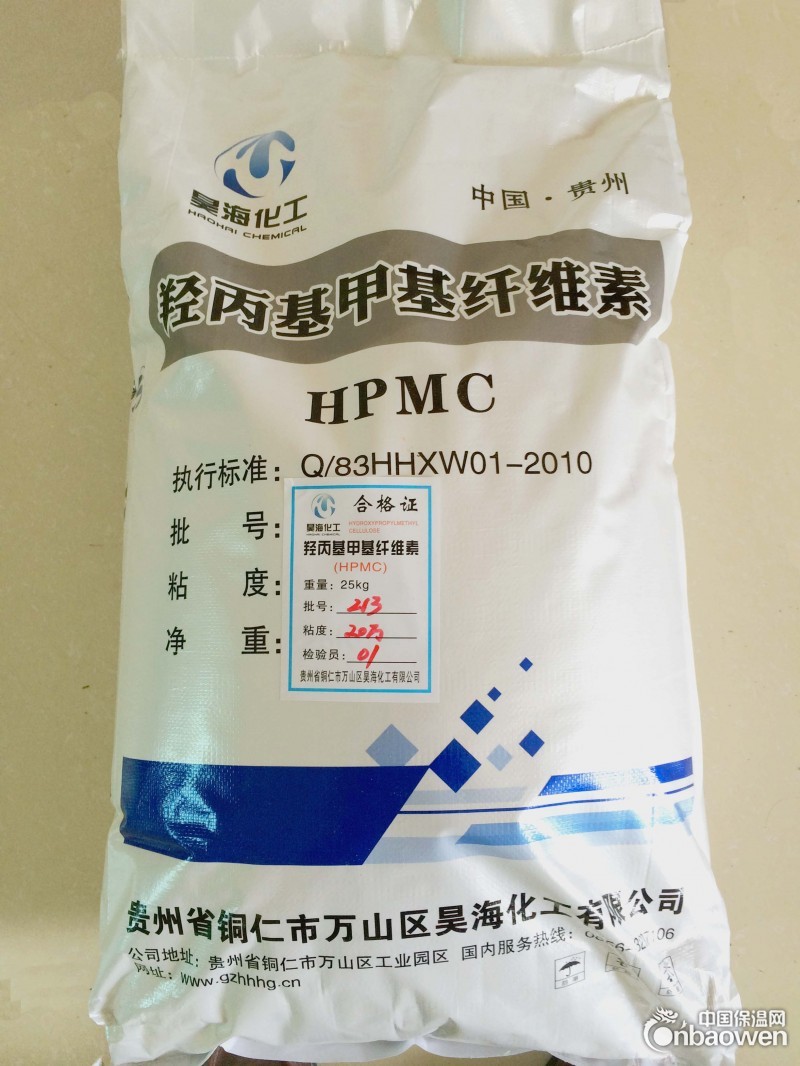 昊海化工
HAOHAI CHEMICAL
中国·贵州
羟丙基甲基纤维素
HPMC
执行标准：Q/83HHXW01-2010
批 号：
粘 度：
净 重：
昊海化工
HAOHAI CHEMICAL
合格证
HYDROXYPROPYLMETHYL
CELLULOSE
羟丙基甲基纤维素
(HPMC)
重量：25kg
批号：213
粘度：20万
检验员：01
贵州省铜仁市万山区昊海化工有限公司
贵州省铜仁市万山区昊海化工有限公司
公司地址：贵州省铜仁市万山区工业园区 国内服务热线：
网址：www.gzhhhg.cn
中国保温网
Cnbaowen